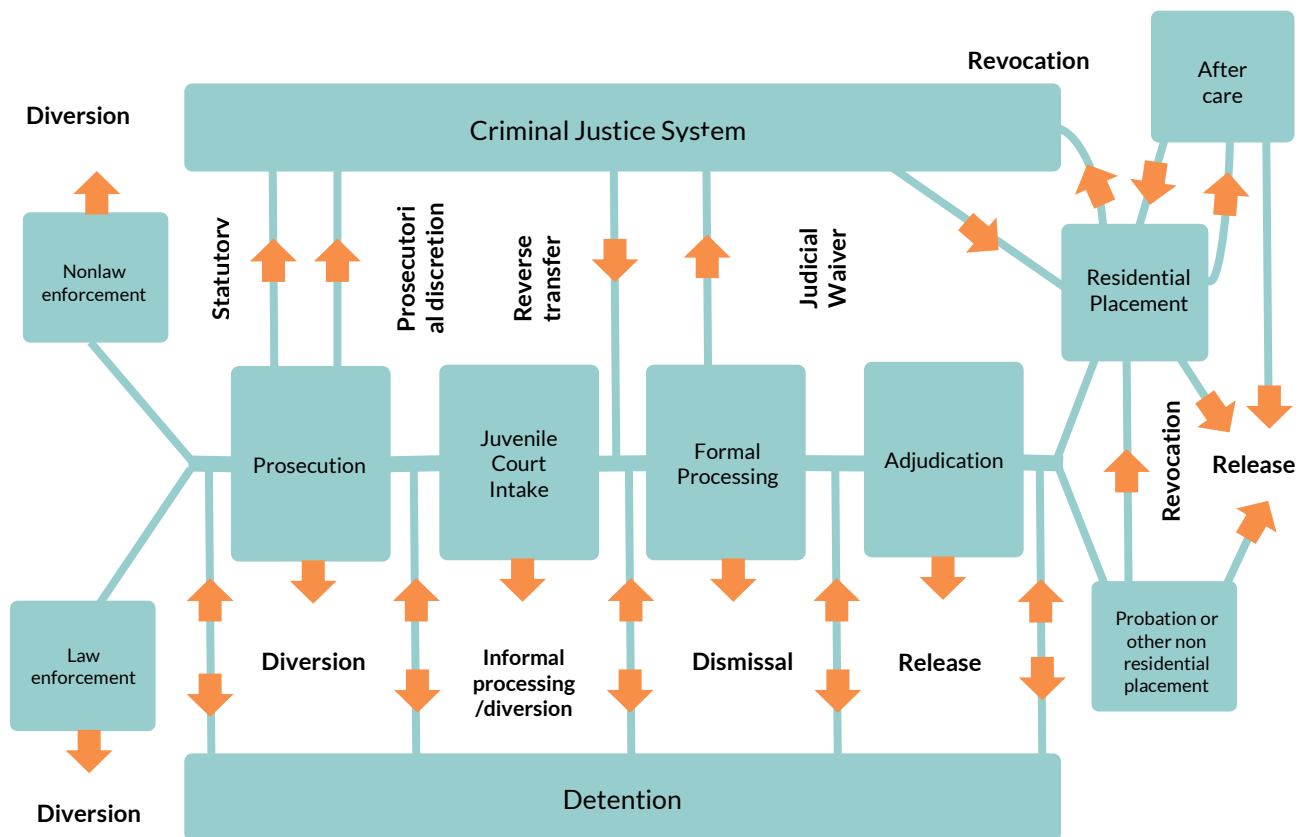 Revocation
After
care
Diversion
Criminal Justice System
Nonlaw
enforcement
Statutory
Prosecutori
al discretion
Reverse
transfer
Judicial
Waiver
Residential
Placement
Prosecution
Juvenile
Court
Intake
Formal
Processing
Adjudication
Revocation
Release
Law
enforcement
Diversion
Informal
processing
/diversion
Dismissal
Release
Probation or
other non
residential
placement
Diversion
Detention